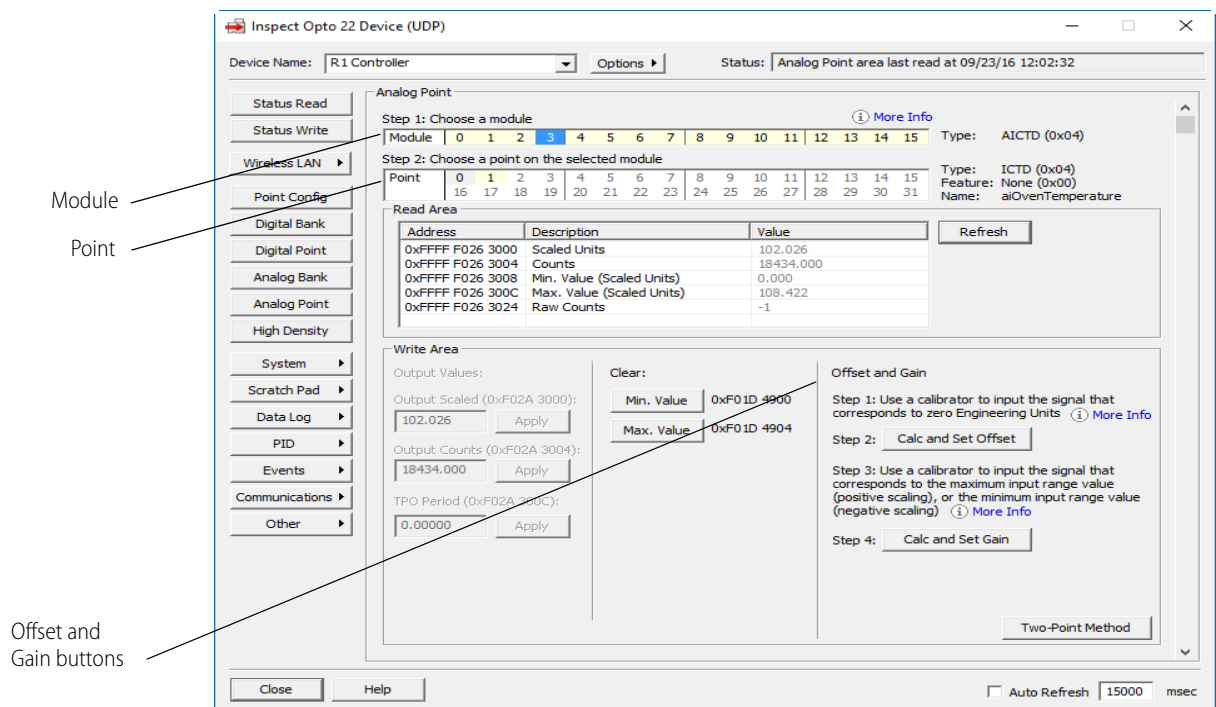 Inspect Opto 22 Device (UDP)
Device Name: R1 Controller Options Status: Analog Point area last read at 09/23/16 12:02:32
Status Read
Status Write
Wireless LAN
Point Config
Digital Bank
Digital Point
Analog Bank
Analog Point
High Density
System
Scratch Pad
Data Log
PID
Events
Communications
Other
Module
Point
Offset and
Gain buttons
Analog Point
Step 1: Choose a module
More Info
Module 0 1 2 3 4 5 6 7 8 9 10 11 12 13 14 15
Type: AICTD (0x04)
Step 2: Choose a point on the selected module
Point 0 1 2 3 4 5 6 7 8 9 10 11 12 13 14 15
16 17 18 19 20 21 22 23 24 25 26 27 28 29 30 31
Type: ICTD (0x04)
Feature: None (0x00)
Name: aiOvenTemperature
Read Area
Address Description Value
0xFFFF F026 3000 Scaled Units 102.026
0xFFFF F026 3004 Counts 18434.000
0xFFFF F026 3008 Min. Value (Scaled Units) 0.000
0xFFFF F026 300C Max. Value (Scaled Units) 108.422
0xFFFF F026 3024 Raw Counts -1
Refresh
Write Area
Output Values:
Output Scaled (0xF02A 3000):
102.026 Apply
Output Counts (0xF02A 3004):
18434.000 Apply
TPO Period (0xF02A 300C):
0.00000 Apply
Clear:
Min. Value 0xF01D 4900
Max. Value 0xF01D 4904
Offset and Gain
Step 1: Use a calibrator to input the signal that
corresponds to zero Engineering Units More Info
Step 2: Calc and Set Offset
Step 3: Use a calibrator to input the signal that
corresponds to the maximum input range value
(positive scaling), or the minimum input range value
(negative scaling) More Info
Step 4: Calc and Set Gain
Two-Point Method
Close Help
Auto Refresh 15000 msec